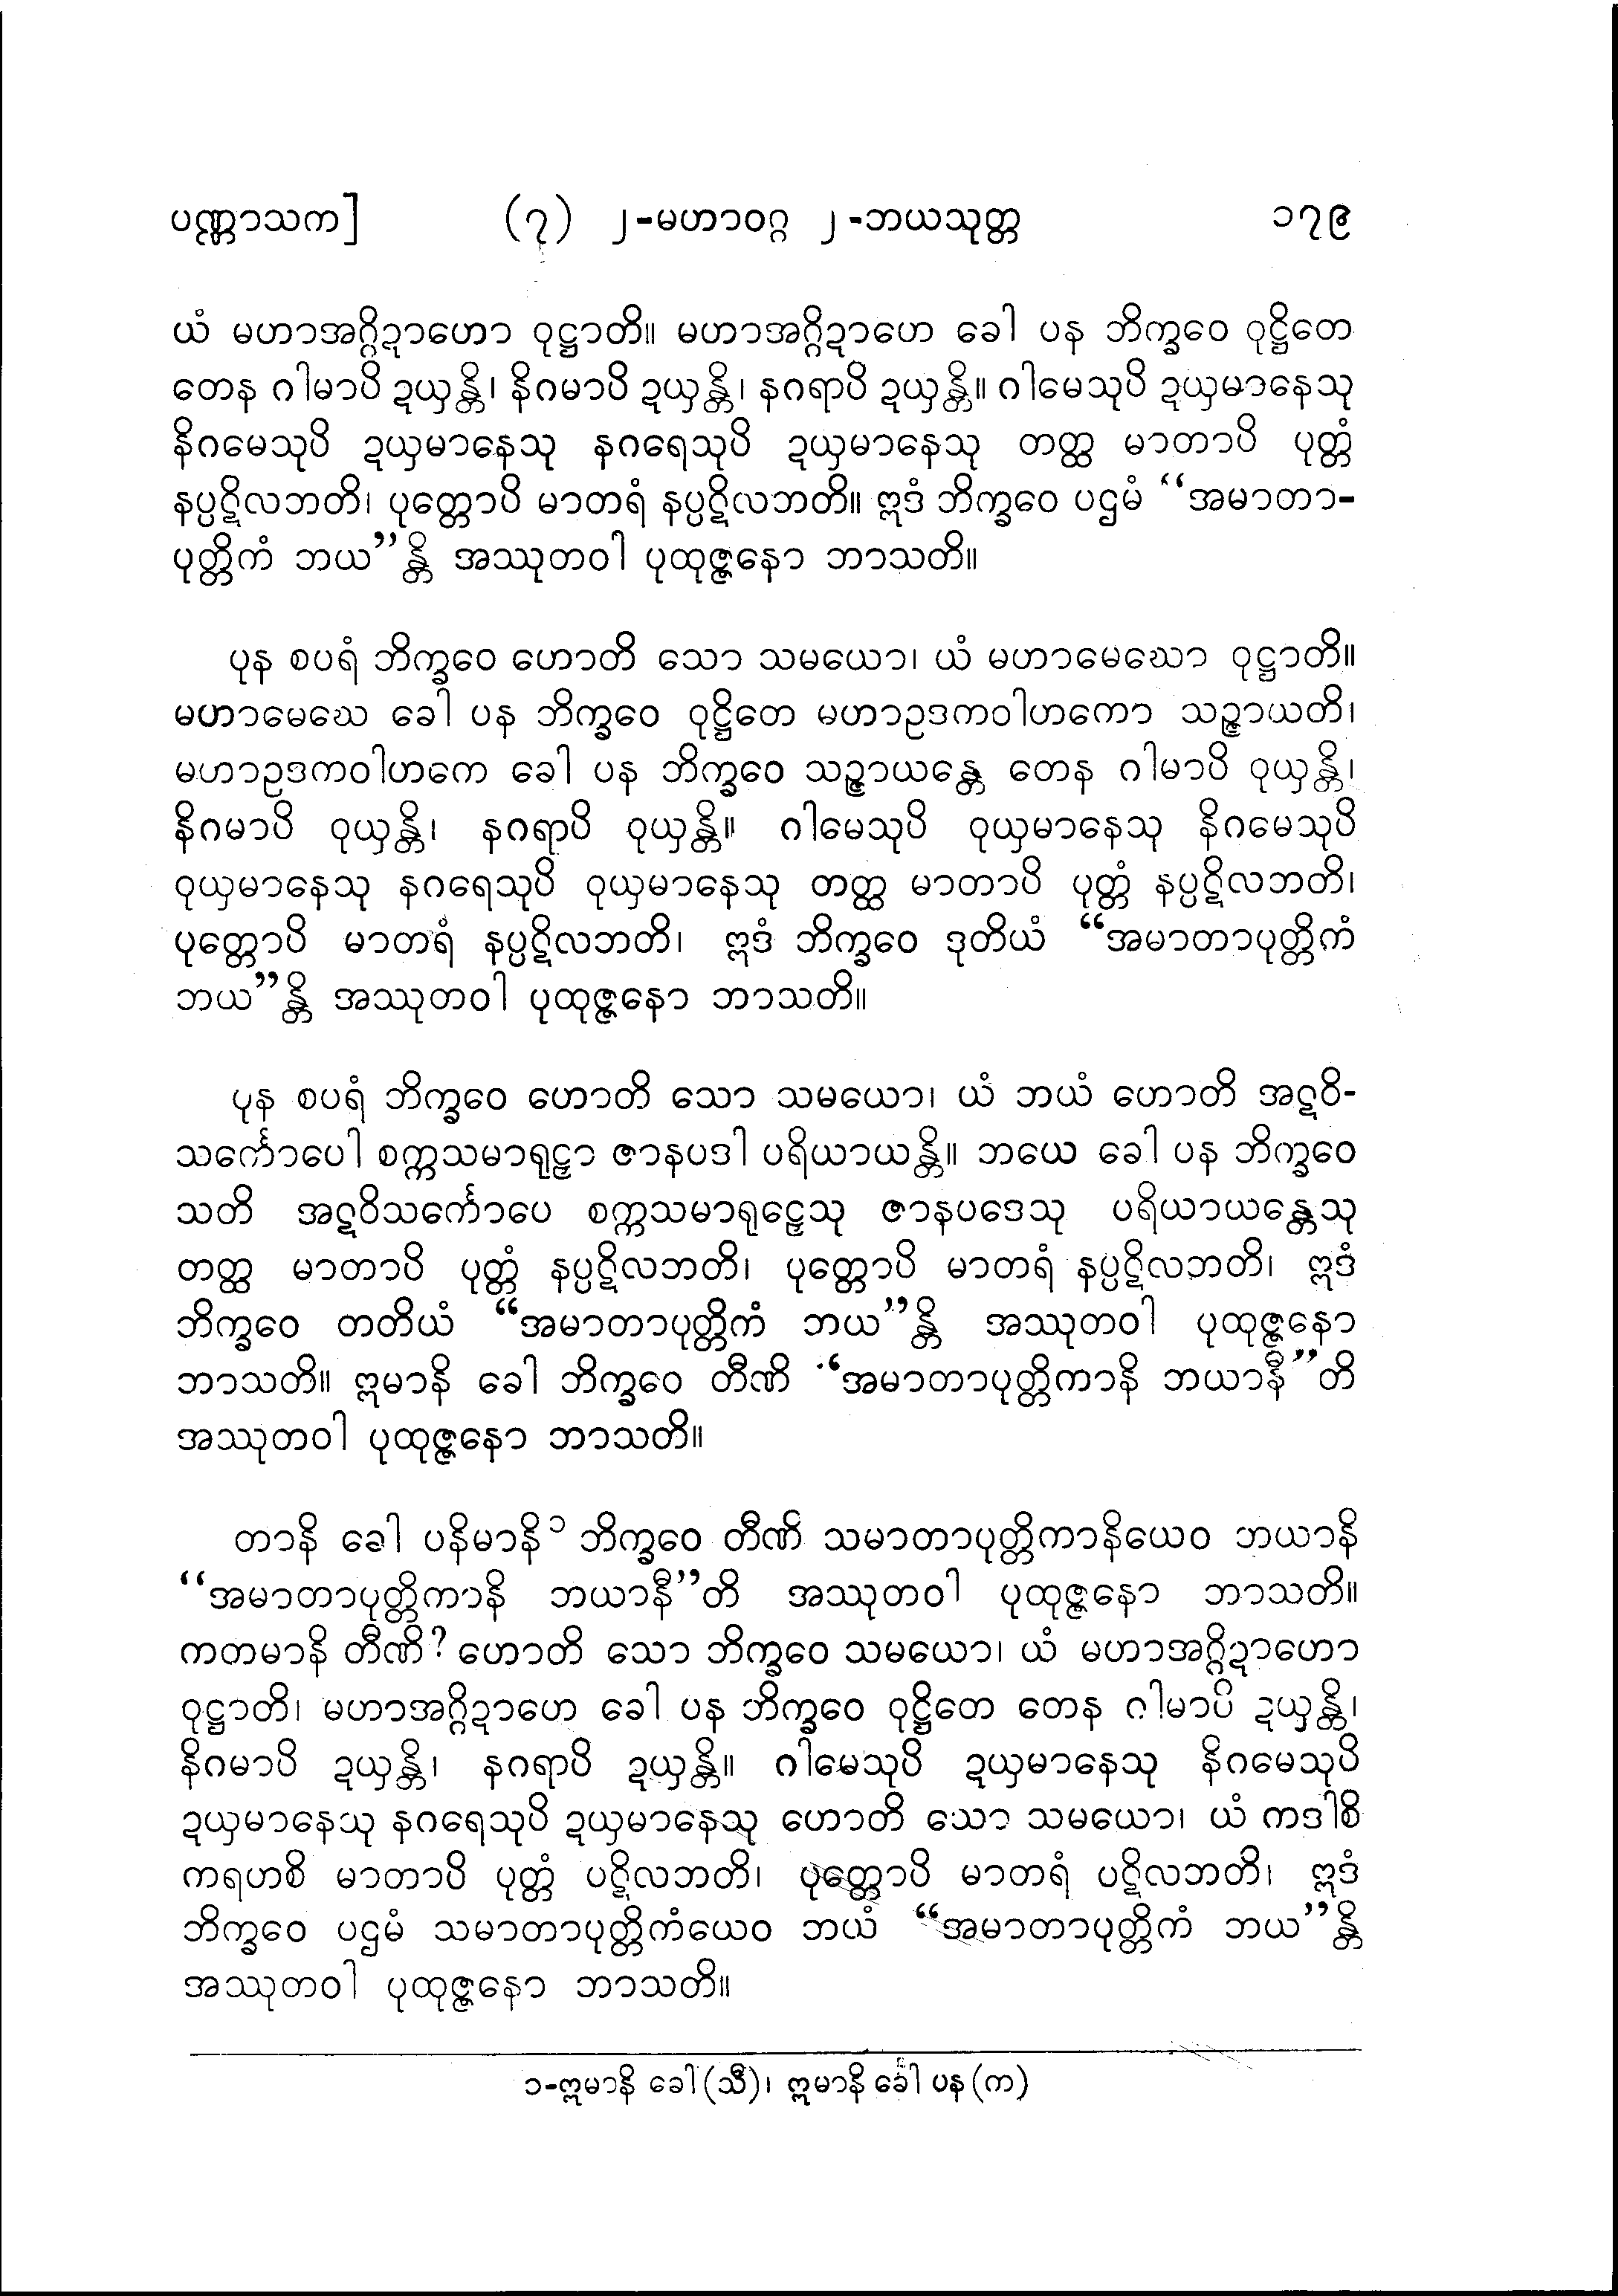 ပဏ္ဏာသက] (၇) ၂-မဟာဝဂ္ဂ ၂-ဘယသုတ္တ ၁၇၉
ယံ မဟာအဂ္ဂိဍာဟော ဝုဋ္ဌာတိ။ မဟာအဂ္ဂိဍာဟေ ခေါ ပန ဘိက္ခဝေ ဝုဋ္ဌိတေ
တေန ဂါမာပိ ဍယှန္တိ၊ နိဂမာပိ ဍယှန္တိ၊ နဂရာပိ ဍယှန္တိ။ ဂါမေသုပိ ဍယှမာနေသု
နိဂမေသုပိ ဍယှမာနေသု နဂရေသုပိ ဍယှမာနေသု တတ္ထ မာတာပိ ပုတ္တံ
နပ္ပဋိလဘတိ၊ ပုတ္တောပိ မာတရံ နပ္ပဋိလဘတိ။ ဣဒံ ဘိက္ခဝေ ပဌမံ “အမာတာ-
ပုတ္တိကံ ဘယ”န္တိ အဿုတဝါ ပုထုဇ္ဇနော ဘာသတိ။
ပုန စပရံ ဘိက္ခဝေ ဟောတိ သော သမယော၊ ယံ မဟာမေဃော ဝုဋ္ဌာတိ။
မဟာမေဃေ ခေါ ပန ဘိက္ခဝေ ဝုဋ္ဌိတေ မဟာဥဒကဝါဟကော သဉ္ဇာယတိ၊
မဟာဥဒကဝါဟကေ ခေါ ပန ဘိက္ခဝေ သဉ္ဇာယန္တေ တေန ဂါမာပိ ဝုယှန္တိ၊
နိဂမာပိ ဝုယှန္တိ၊ နဂရာပိ ဝုယှန္တိ။ ဂါမေသုပိ ဝုယှမာနေသု နိဂမေသုပိ
ဝုယှမာနေသု နဂရေသုပိ ဝုယှမာနေသု တတ္ထ မာတာပိ ပုတ္တံ နပ္ပဋိလဘတိ၊
ပုတ္တောပိ မာတရံ နပ္ပဋိလဘတိ၊ ဣဒံ ဘိက္ခဝေ ဒုတိယံ “အမာတာပုတ္တိကံ
ဘယ”န္တိ အဿုတဝါ ပုထုဇ္ဇနော ဘာသတိ။
ပုန စပရံ ဘိက္ခဝေ ဟောတိ သော သမယော၊ ယံ ဘယံ ဟောတိ အဋဝိ-
သင်္ကောပေါ စက္ကသမာရုဠှာ ဇာနပဒါ ပရိယာယန္တိ။ ဘယေ ခေါ ပန ဘိက္ခဝေ
သတိ အဋဝိသင်္ကောပေ စက္ကသမာရုဠှေသု ဇာနပဒေသု ပရိယာယန္တေသု
တတ္ထ မာတာပိ ပုတ္တံ နပ္ပဋိလဘတိ၊ ပုတ္တောပိ မာတရံ နပ္ပဋိလဘတိ၊ ဣဒံ
ဘိက္ခဝေ တတိယံ “အမာတာပုတ္တိကံ ဘယ”န္တိ အဿုတဝါ ပုထုဇ္ဇနော
ဘာသတိ။ ဣမာနိ ခေါ ဘိက္ခဝေ တီဏိ “အမာတာပုတ္တိကာနိ ဘယာနီ”တိ
အဿုတဝါ ပုထုဇ္ဇနော ဘာသတိ။
တာနိ ခေါ ပနိမာနိ၁ ဘိက္ခဝေ တီဏိ သမာတာပုတ္တိကာနိယေဝ ဘယာနိ
“အမာတာပုတ္တိကာနိ ဘယာနီ”တိ အဿုတဝါ ပုထုဇ္ဇနော ဘာသတိ။
ကတမာနိ တီဏိ? ဟောတိ သော ဘိက္ခဝေ သမယော၊ ယံ မဟာအဂ္ဂိဍာဟော
ဝုဋ္ဌာတိ၊ မဟာအဂ္ဂိဍာဟေ ခေါ ပန ဘိက္ခဝေ ဝုဋ္ဌိတေ တေန ဂါမာပိ ဍယှန္တိ၊
နိဂမာပိ ဍယှန္တိ၊ နဂရာပိ ဍယှန္တိ။ ဂါမေသုပိ ဍယှမာနေသု နိဂမေသုပိ
ဍယှမာနေသု နဂရေသုပိ ဍယှမာနေသု ဟောတိ သော သမယော၊ ယံ ကဒါစိ
ကရဟစိ မာတာပိ ပုတ္တံ ပဋိလဘတိ၊ ပုတ္တောပိ မာတရံ ပဋိလဘတိ၊ ဣဒံ
ဘိက္ခဝေ ပဌမံ သမာတာပုတ္တိကံယေဝ ဘယံ “အမာတာပုတ္တိကံ ဘယ”န္တိ
အဿုတဝါ ပုထုဇ္ဇနော ဘာသတိ။
၁-ဣမာနိ ခေါ (သီ)၊ ဣမာနိ ခေါ ပန (က)